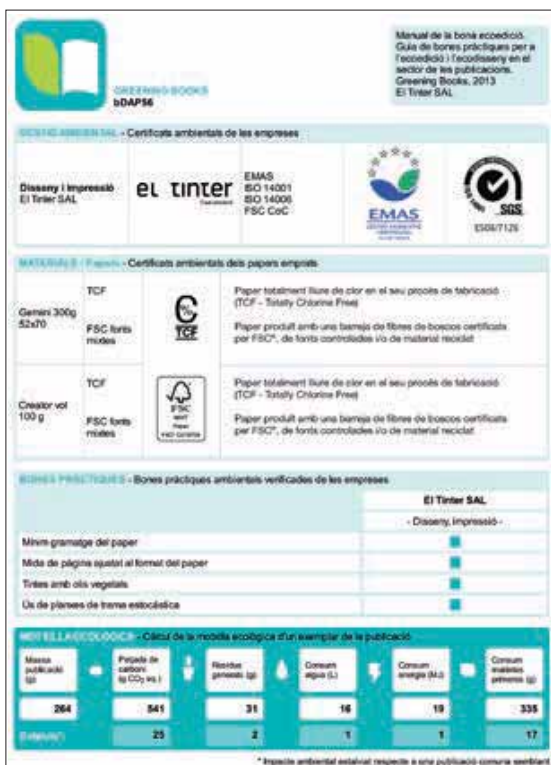 Manual de la bona ecoedició.
Guia de bones pràctiques per a
l'ecoedició i l'ecodisseny en el
sector de les publicacions.
Greening Books, 2013
El Tinter SAL
GREENING BOOKS
bDAP56
GESTIÓ AMBIENTAL - Certificats ambientals de les empreses
Disseny i impressió
El Tinter SAL
EL TINTER
EMAS
ISO 14001
ISO 14006
FSC CoC
EMAS
SGS
MATERIALS / Papers - Certificats ambientals dels papers emprats
Gemini 300g
52x70
TCF
FSC fonts
mixtes
TCF
Paper totalment lliure de clor en el seu procés de fabricació
(TCF - Totally Chlorine Free)
Paper produït amb una barreja de fibres de boscos certificats
per FSC®, de fonts controlades i/o de material reciclat
Creator vol
100 g
TCF
FSC fonts
mixtes
FSC
Paper totalment lliure de clor en el seu procés de fabricació
(TCF - Totally Chlorine Free)
Paper produït amb una barreja de fibres de boscos certificats
per FSC®, de fonts controlades i/o de material reciclat
BONES PRÀCTIQUES - Bones pràctiques ambientals verificades de les empreses
El Tinter SAL
- Disseny, impressió -
Mínim gramatge del paper
Mida de pàgina ajustat al format del paper
Tintes amb olis vegetals
Ús de planxes de trama estocàstica
MOTXILLA ECOLÒGICA - Càlcul de la motxilla ecològica d'un exemplar de la publicació
Massa
publicació
(g)
Petjada de
carboni
(g CO2 eq.)
Residus
generats (g)
Consum
aigua (L)
Consum
energia (MJ)
Consum
matèries
primeres (g)
264 541 31 16 19 335
Estalvis*: 25 2 1 1 17
* Impacte ambiental estalviat respecte a una publicació comuna semblant